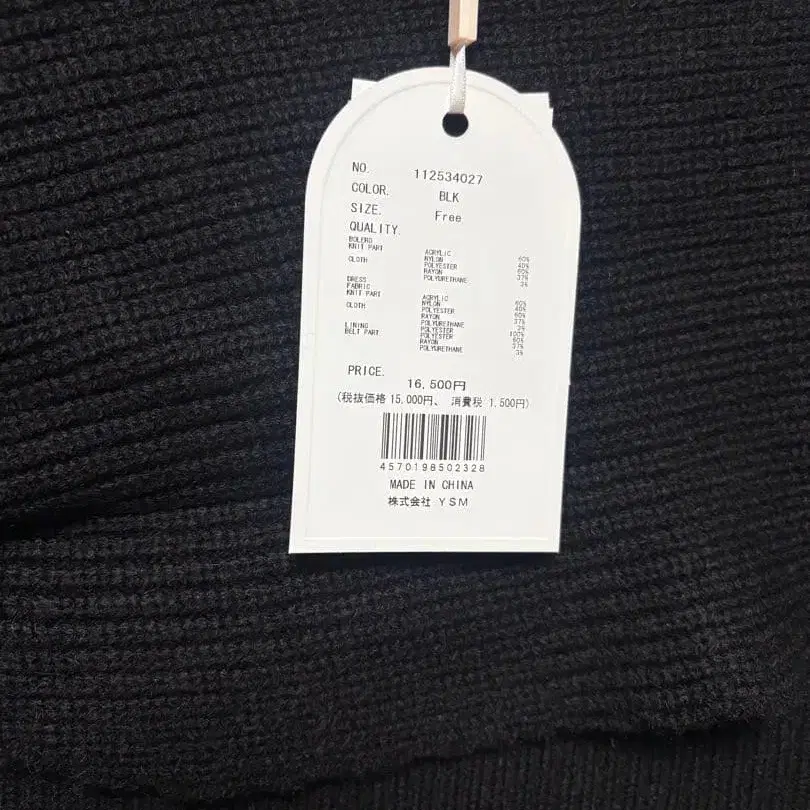 NO. 112534027
COLOR. BLK
SIZE. Free
QUALITY.
BOLERO
KNIT PART ACRYLIC 60%
NYLON 40%
CLOTH POLYESTER 60%
RAYON 37%
POLYURETHANE 3%
DRESS
FABRIC
KNIT PART ACRYLIC 60%
NYLON 40%
CLOTH POLYESTER 60%
RAYON 37%
POLYURETHANE 3%
LINING POLYESTER 100%
BELT PART POLYESTER 60%
RAYON 37%
POLYURETHANE 3%
PRICE. 16,500円
(税抜価格 15,000円、 消費税 1,500円)
4570198502328
MADE IN CHINA
株式会社 YSM